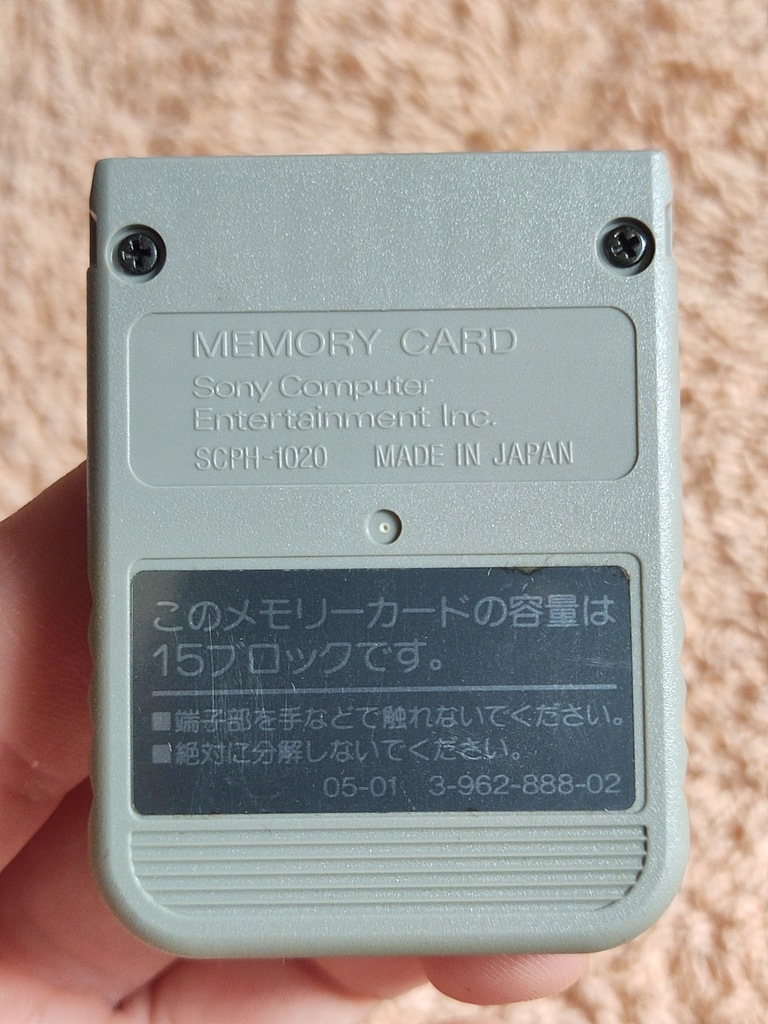 MEMORY CARD
Sony Computer
Entertainment Inc.
SCPH-1020 MADE IN JAPAN
このメモリーカードの容量は
15ブロックです。
■端子部を手などで触れないでください。
■絶対に分解しないでください。
05-01 3-962-888-02